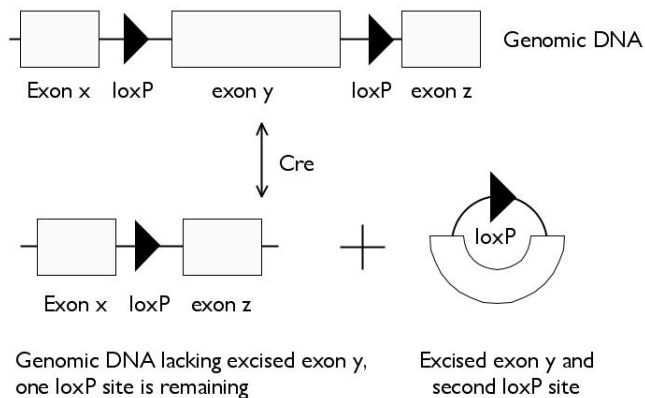 Genomic DNA
Exon x loxP exon y loxP exon z
Cre
loxP
Exon x loxP exon z
Genomic DNA lacking excised exon y,
one loxP site is remaining
Excised exon y and
second loxP site